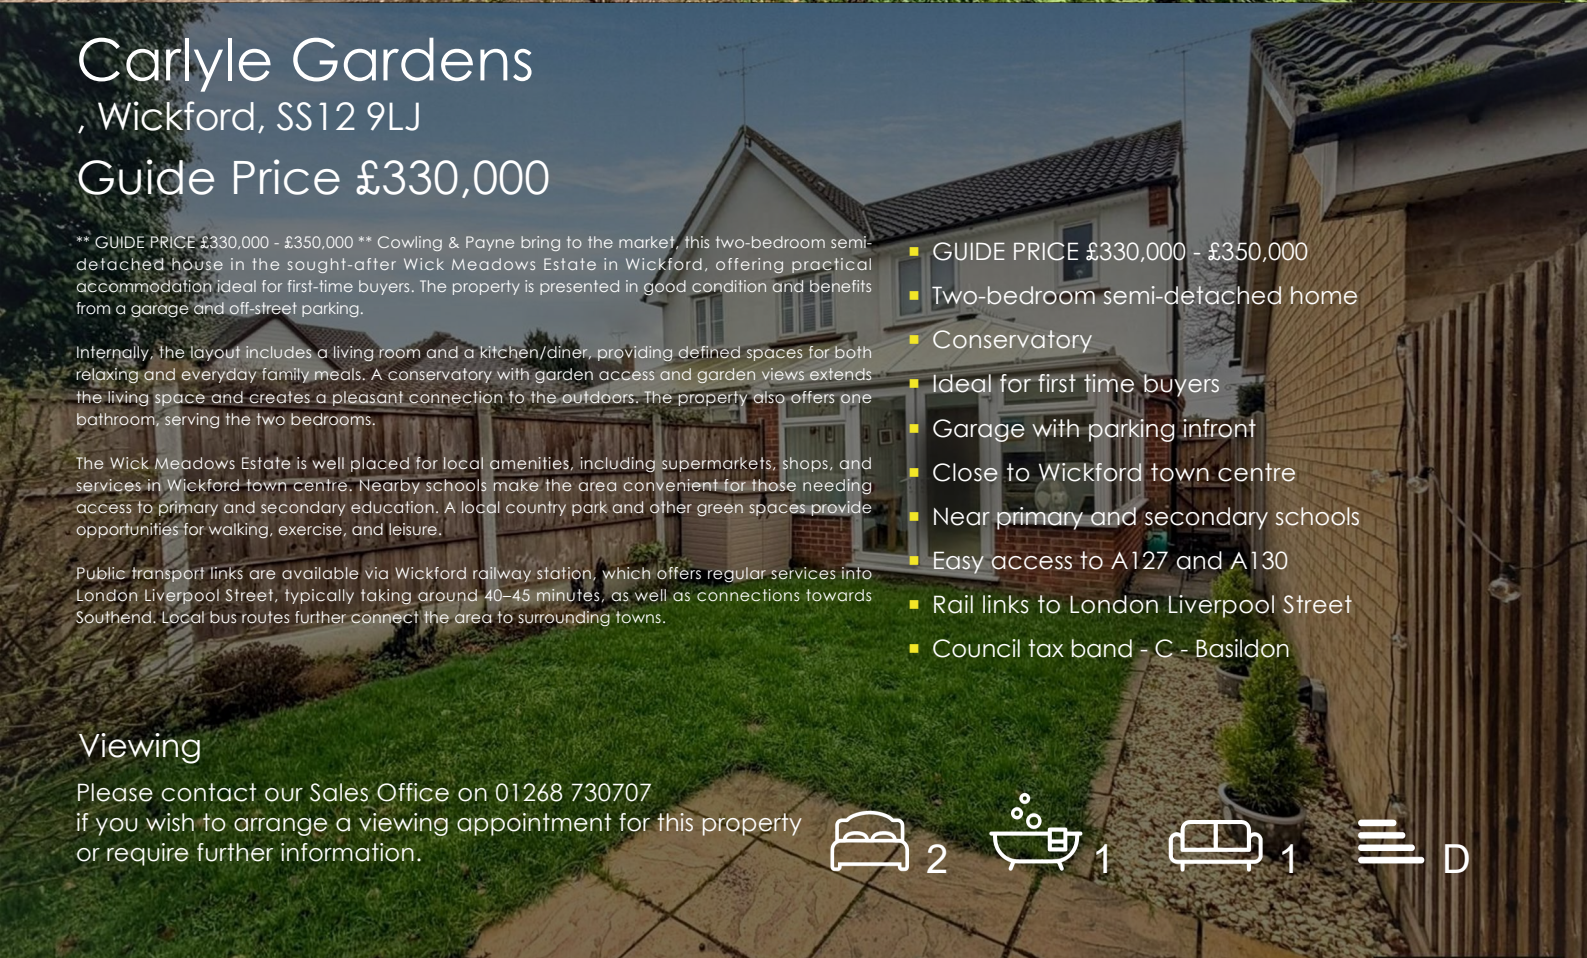 Carlyle Gardens
, Wickford, SS12 9LJ
Guide Price £330,000
** GUIDE PRICE £330,000 - £350,000 ** Cowling & Payne bring to the market, this two-bedroom semi-
detached house in the sought-after Wick Meadows Estate in Wickford, offering practical
accommodation ideal for first-time buyers. The property is presented in good condition and benefits
from a garage and off-street parking.
Internally, the layout includes a living room and a kitchen/diner, providing defined spaces for both
relaxing and everyday family meals. A conservatory with garden access and garden views extends
the living space and creates a pleasant connection to the outdoors. The property also offers one
bathroom, serving the two bedrooms.
The Wick Meadows Estate is well placed for local amenities, including supermarkets, shops, and
services in Wickford town centre. Nearby schools make the area convenient for those needing
access to primary and secondary education. A local country park and other green spaces provide
opportunities for walking, exercise, and leisure.
Public transport links are available via Wickford railway station, which offers regular services into
London Liverpool Street, typically taking around 40–45 minutes, as well as connections towards
Southend. Local bus routes further connect the area to surrounding towns.
GUIDE PRICE £330,000 - £350,000
Two-bedroom semi-detached home
Conservatory
Ideal for first time buyers
Garage with parking infront
Close to Wickford town centre
Near primary and secondary schools
Easy access to A127 and A130
Rail links to London Liverpool Street
Council tax band - C - Basildon
Viewing
Please contact our Sales Office on 01268 730707
if you wish to arrange a viewing appointment for this property
or require further information.
2 1 1 D